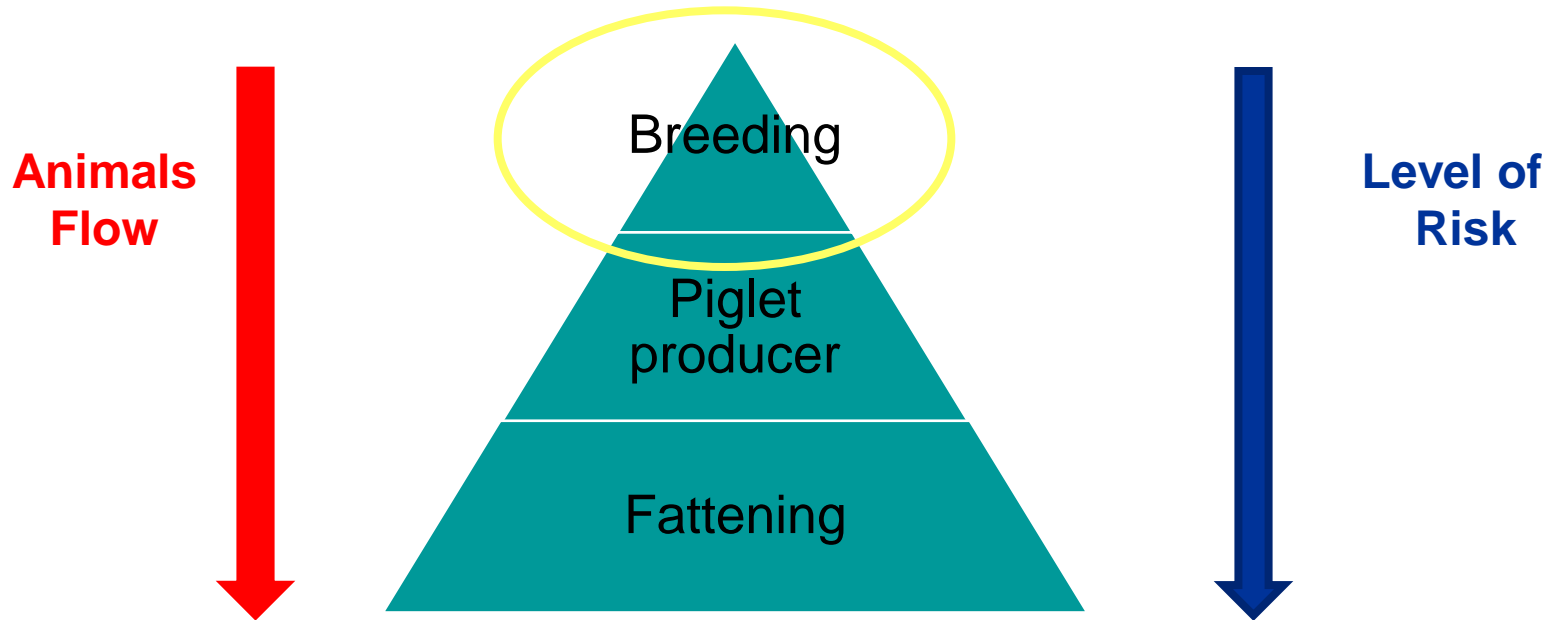 Animals
Flow
Breeding
Piglet
producer
Fattening
Level of
Risk